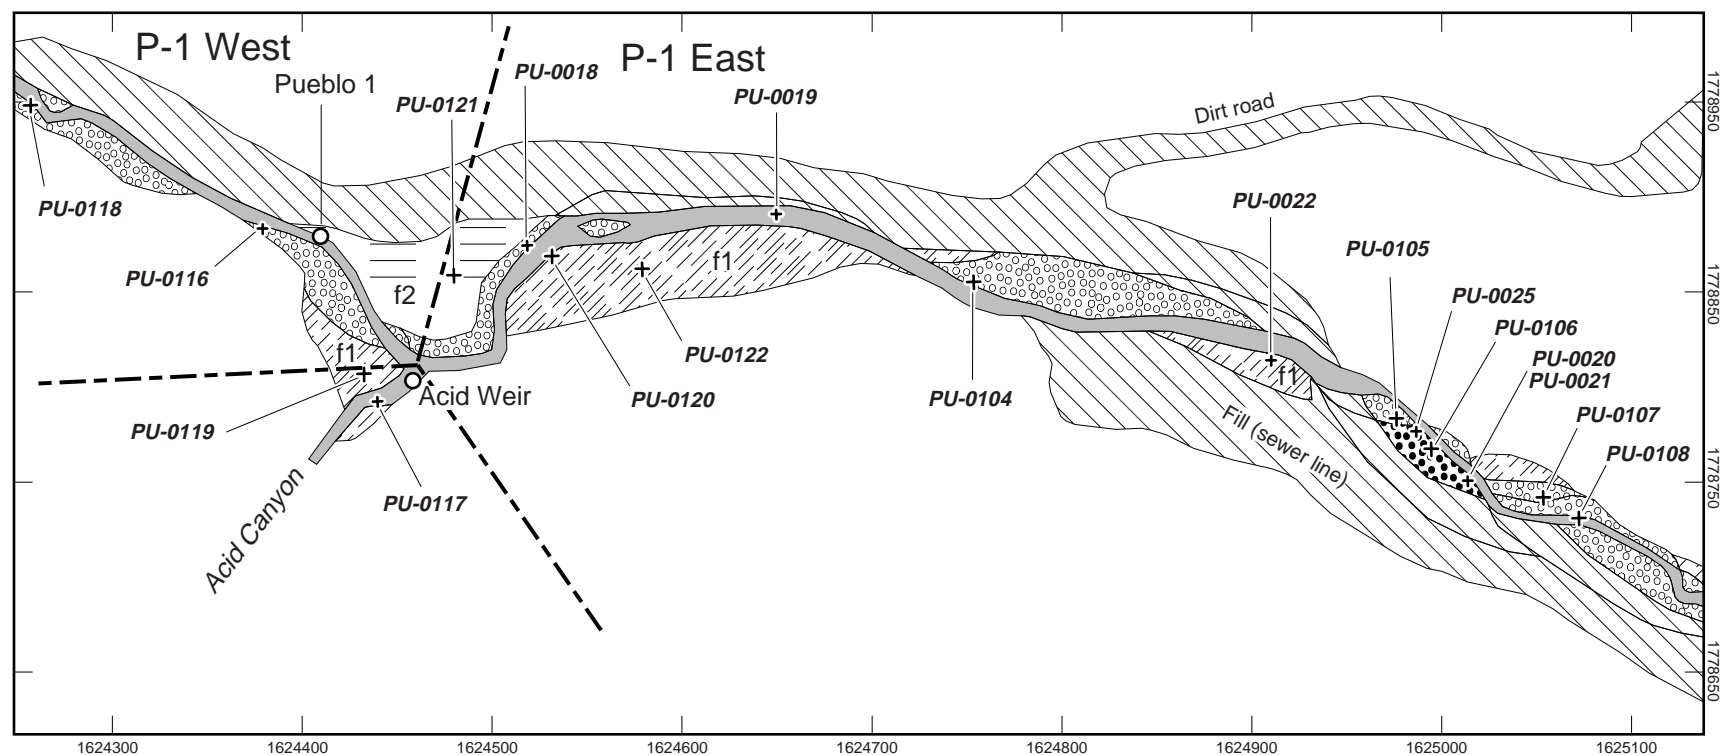 P-1 West
P-1 East
Pueblo 1
PU-0121
PU-0018
PU-0019
Dirt road
1778950
PU-0118
PU-0116
PU-0022
PU-0105
f2
f1
PU-0025
PU-0106
PU-0020
PU-0021
PU-0107
PU-0108
1778850
f1
PU-0122
PU-0120
PU-0104
f1
Acid Weir
PU-0119
PU-0117
Acid Canyon
Fill (sewer line)
1778750
1778650
1624300
1624400
1624500
1624600
1624700
1624800
1624900
1625000
1625100